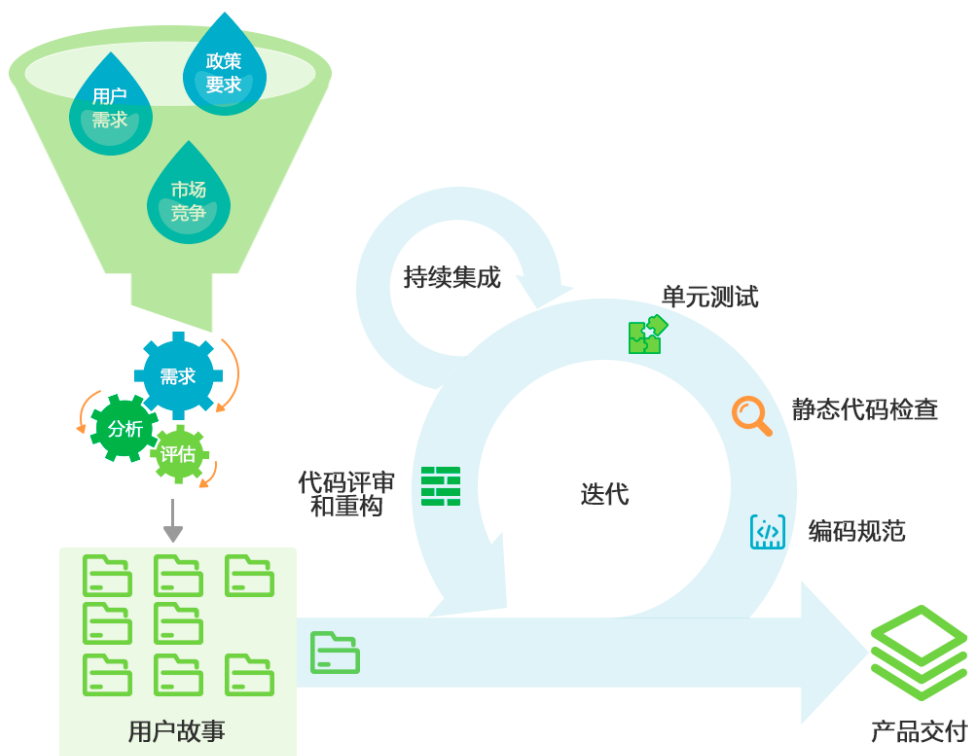 政策
要求
用户
需求
市场
竞争
需求
分析
评估
用户故事
持续集成
单元测试
静态代码检查
编码规范
代码评审
和重构
迭代
产品交付